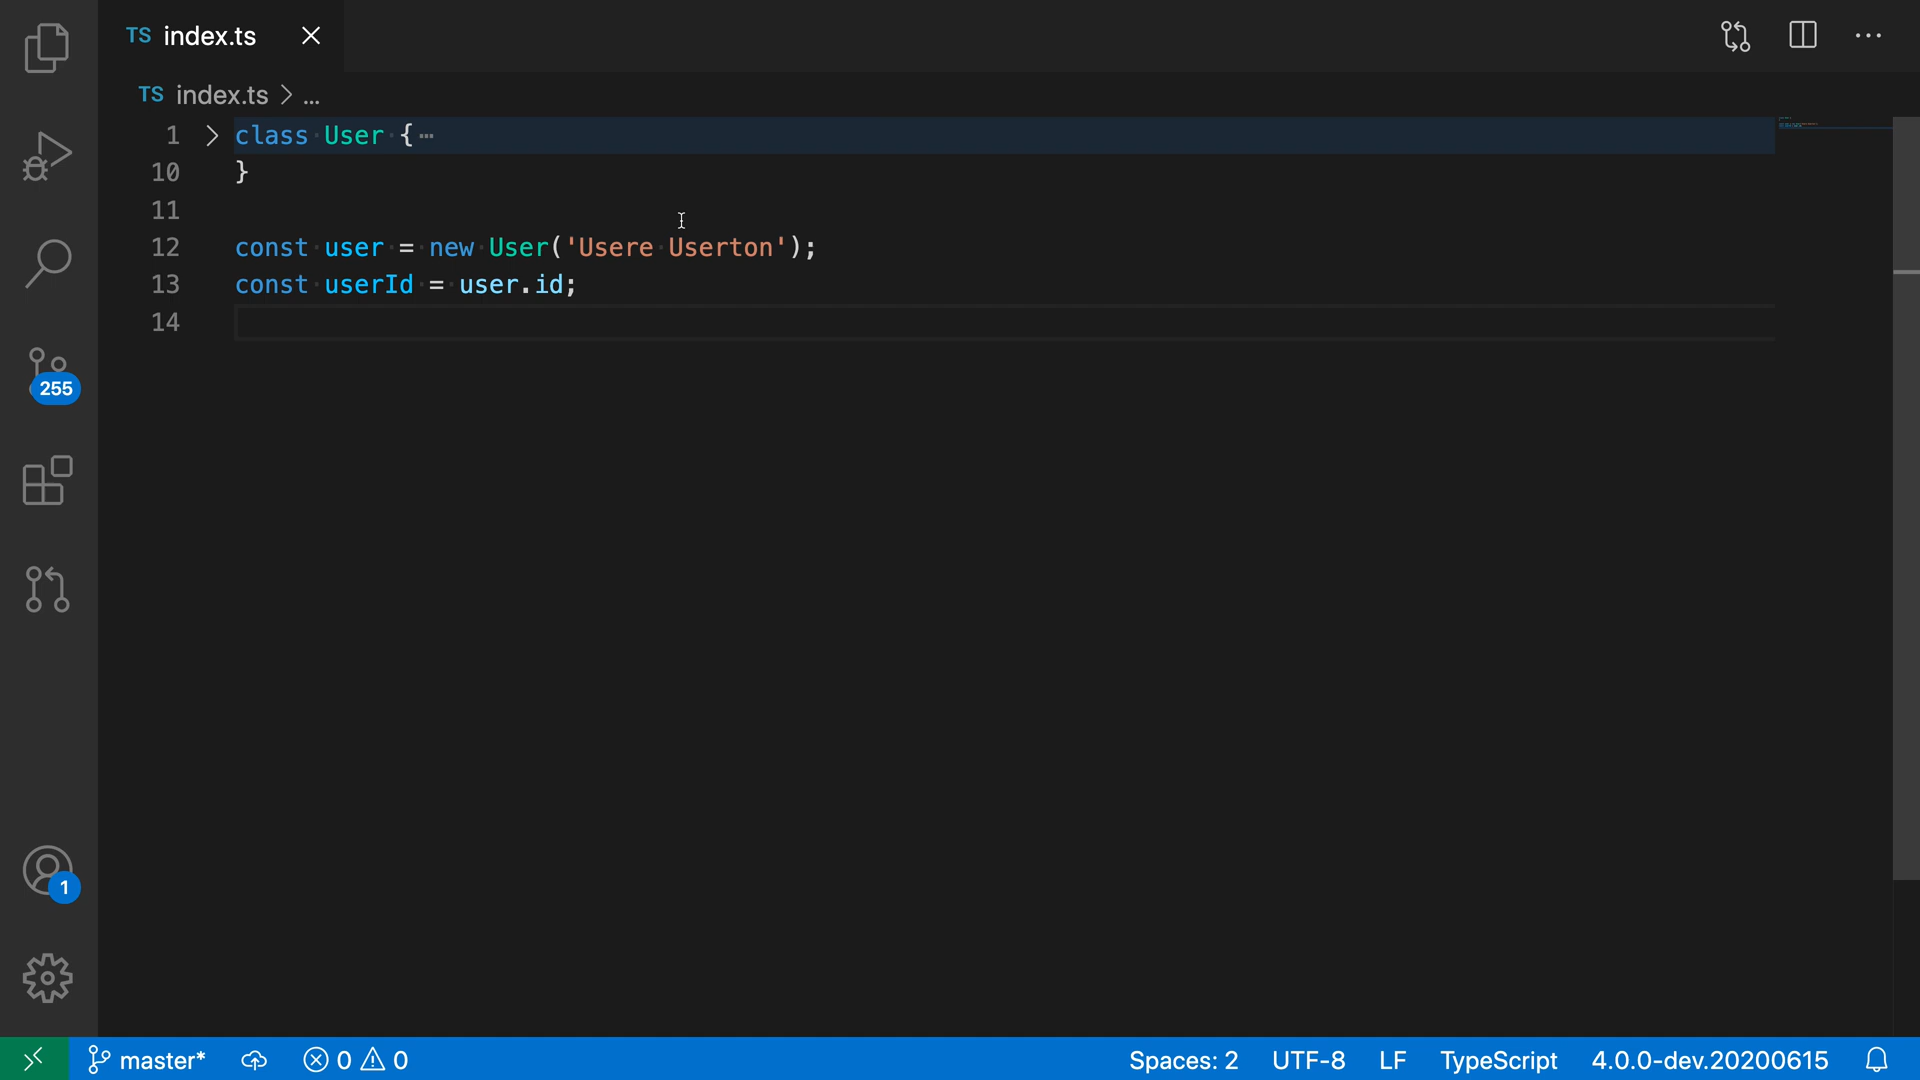 TS index.ts
TS index.ts > ...
1 > class User {⋯
10 }
11
12 const user = new User('Usere Userton');
13 const userId = user.id;
14
255
1
master* 0 0 Spaces: 2 UTF-8 LF TypeScript 4.0.0-dev.20200615